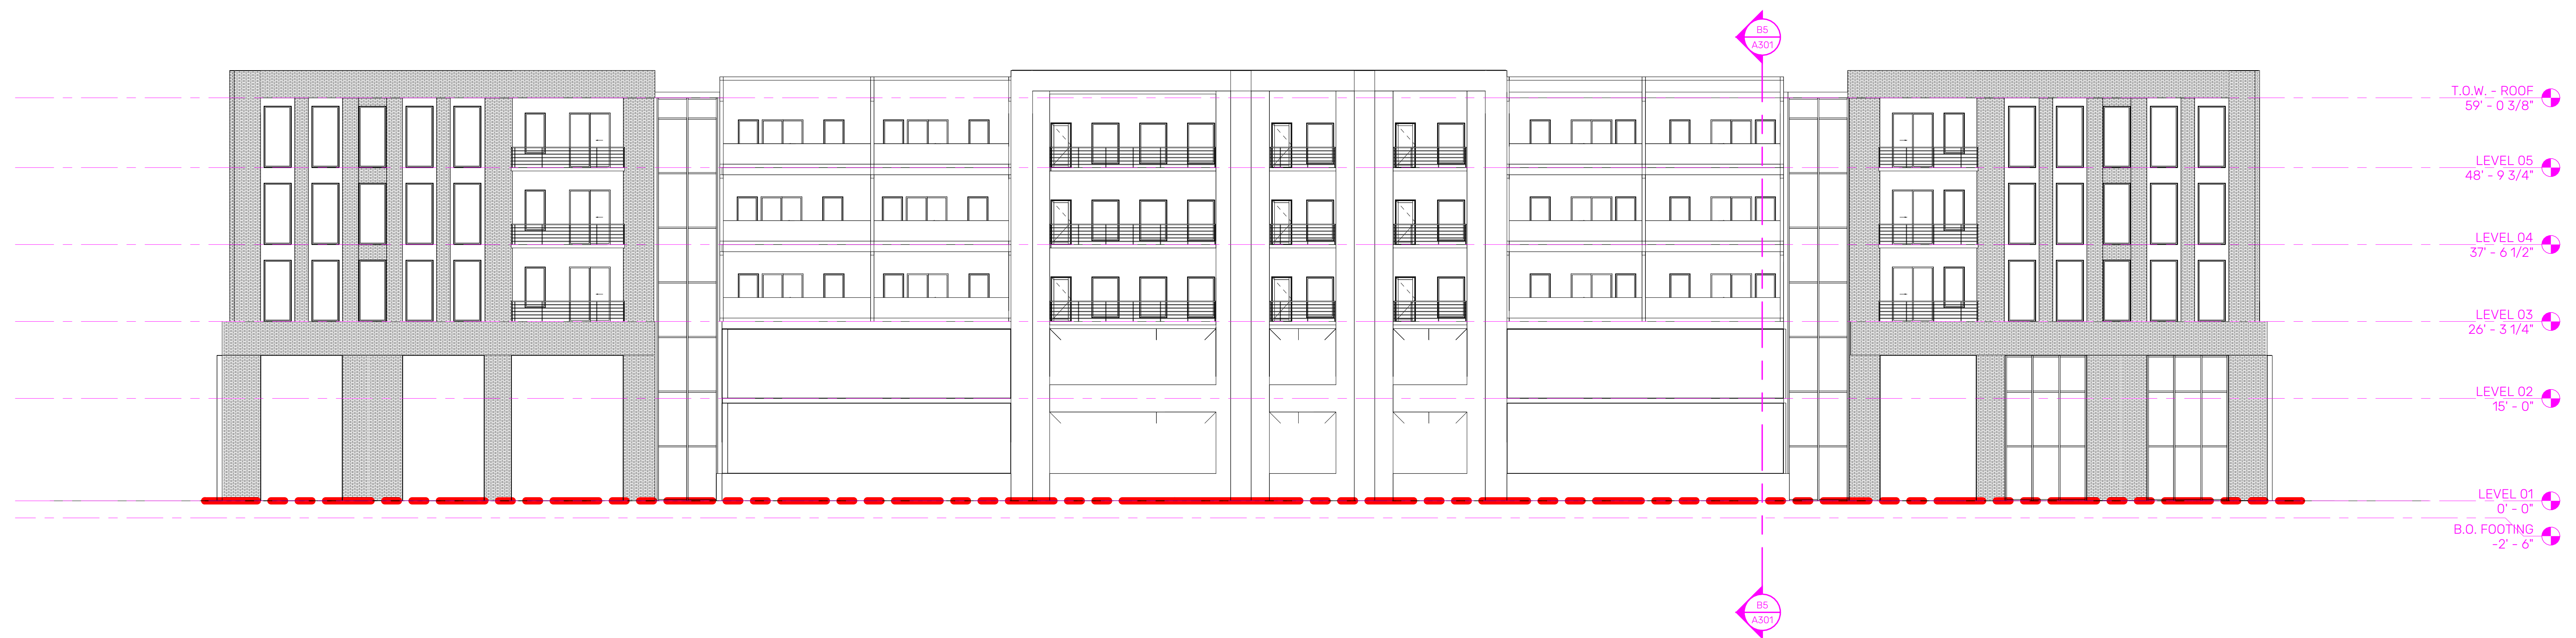 B5
A301
T.O.W. - ROOF
59' - 0 3/8"
LEVEL 05
48' - 9 3/4"
LEVEL 04
37' - 6 1/2"
LEVEL 03
26' - 3 1/4"
LEVEL 02
15' - 0"
LEVEL 01
0' - 0"
B.O. FOOTING
-2' - 6"
B5
A301